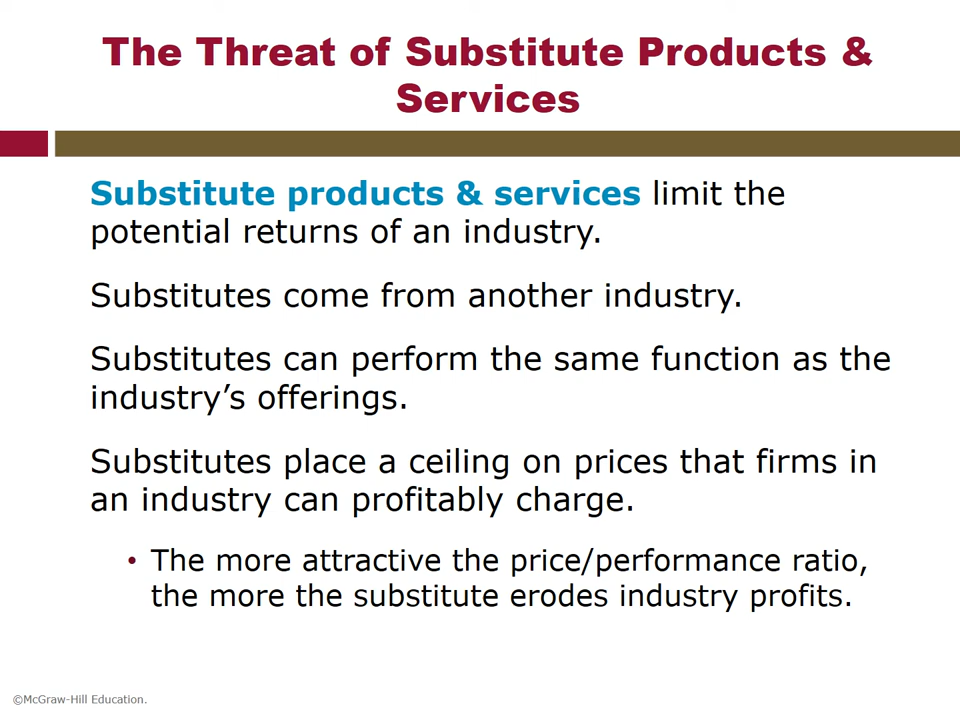 The Threat of Substitute Products &
Services
Substitute products & services limit the
potential returns of an industry.
Substitutes come from another industry.
Substitutes can perform the same function as the
industry’s offerings.
Substitutes place a ceiling on prices that firms in
an industry can profitably charge.
• The more attractive the price/performance ratio,
the more the substitute erodes industry profits.
©McGraw-Hill Education.